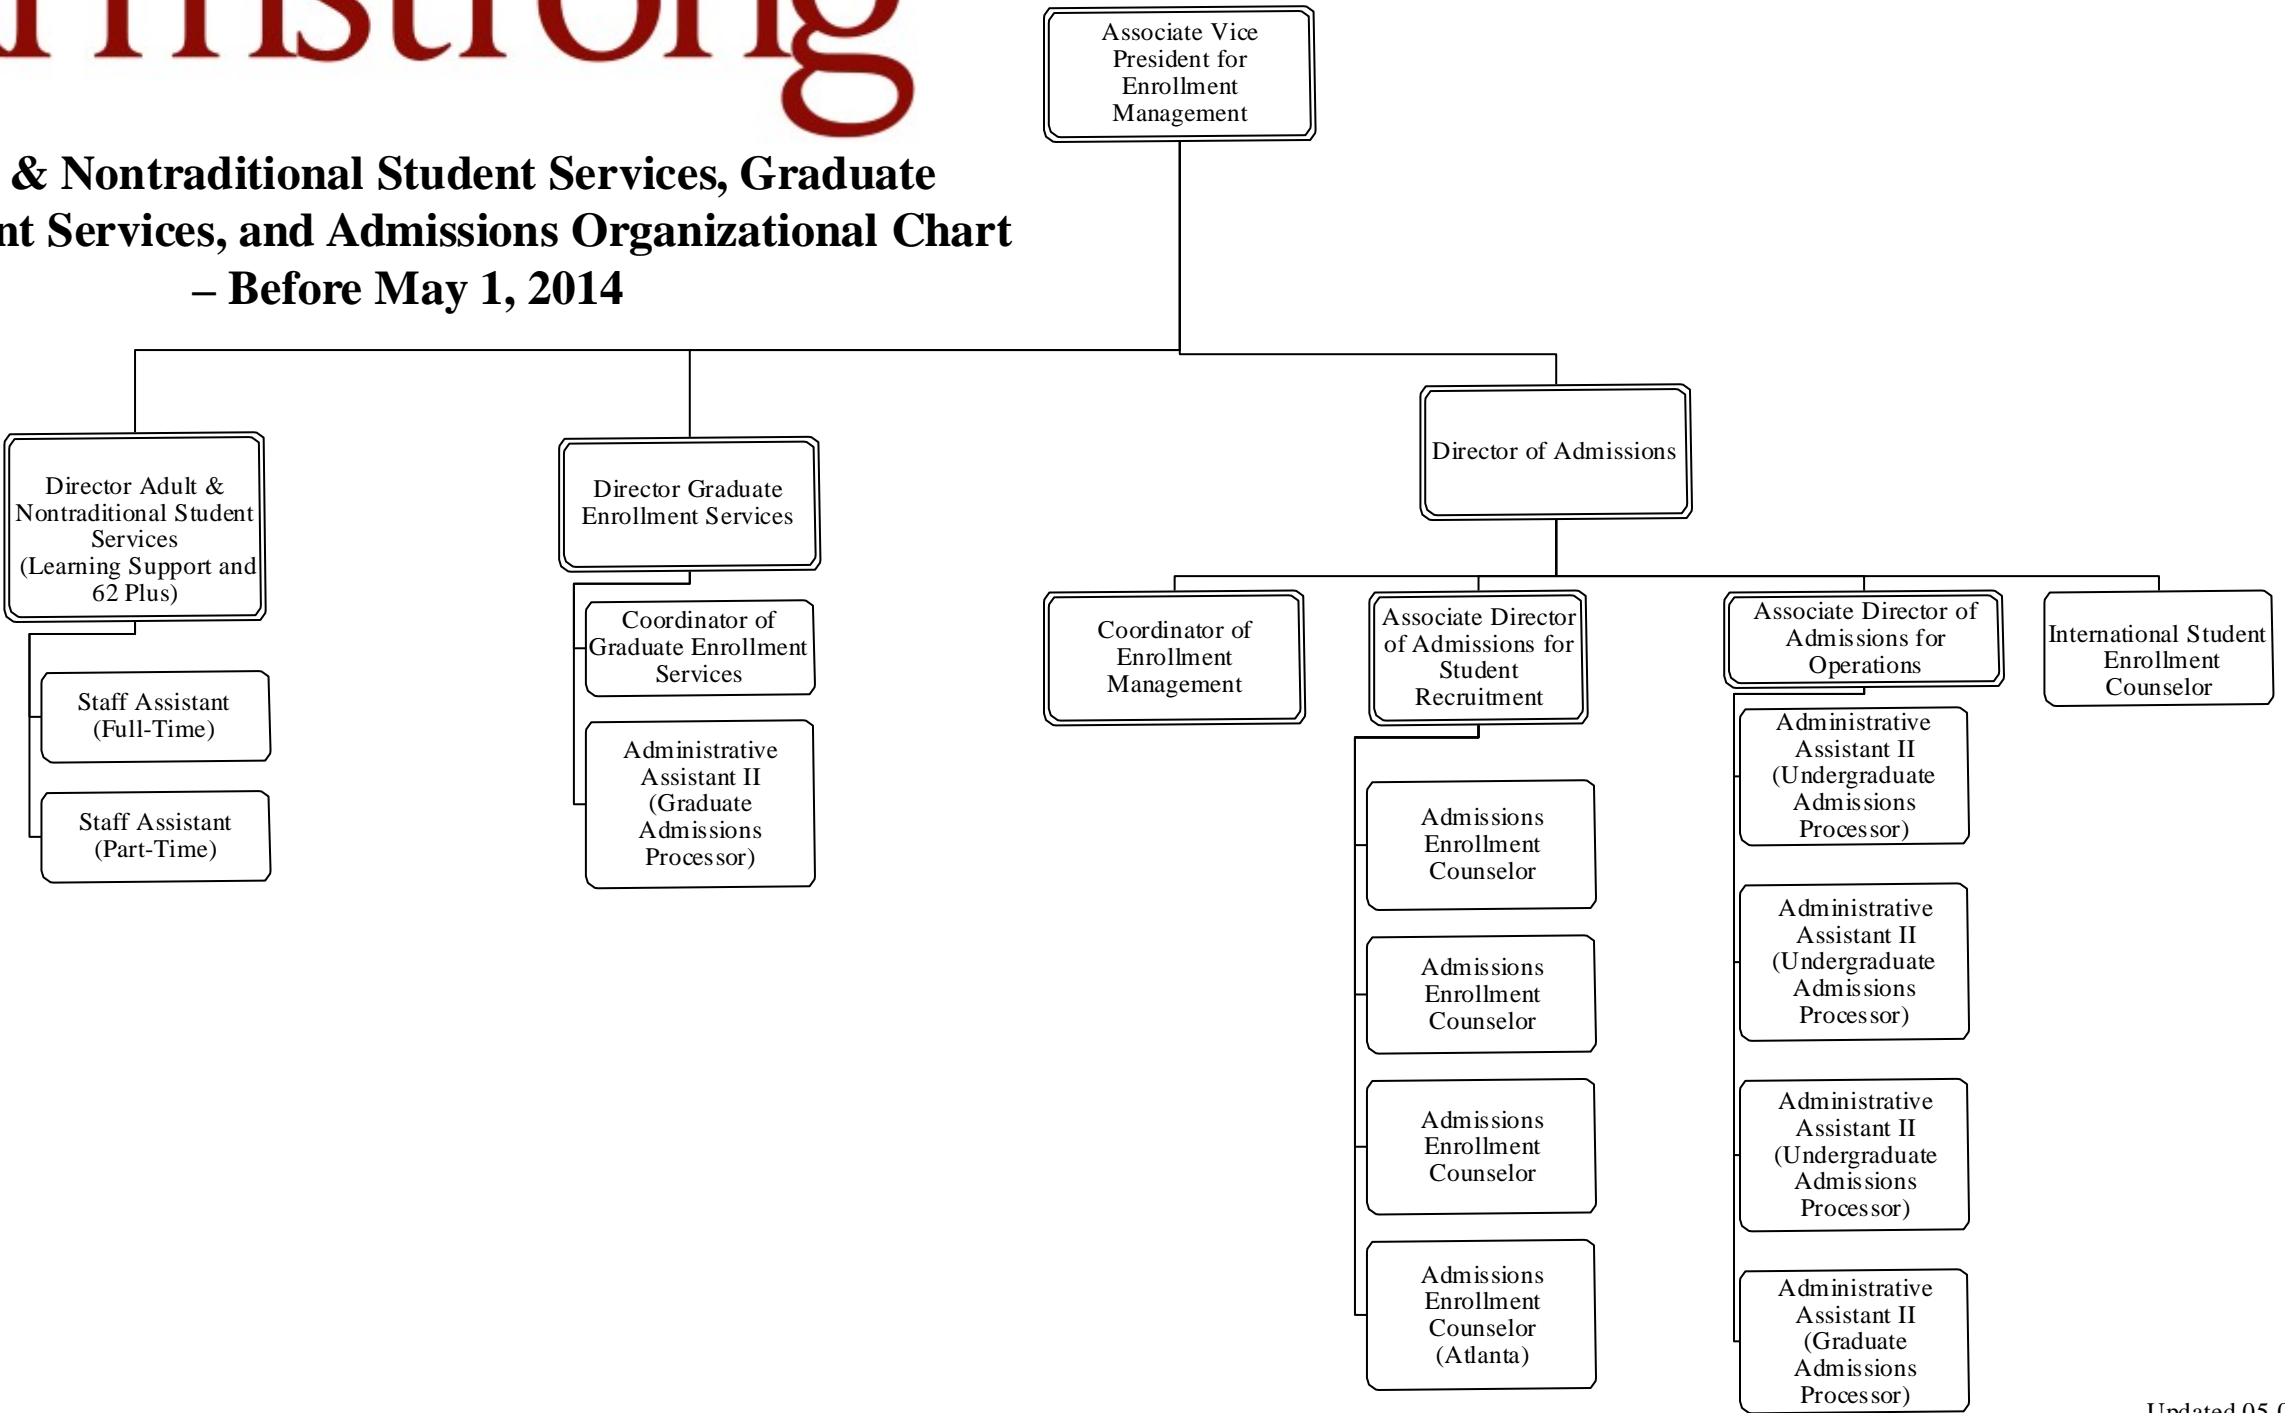 Associate Vice
President for
Enrollment
Management
& Nontraditional Student Services, Graduate
Services, and Admissions Organizational Chart
– Before May 1, 2014
Director of Admissions
Director Adult &
Nontraditional Student
Services
(Learning Support and
62 Plus)
Staff Assistant
(Full-Time)
Staff Assistant
(Part-Time)
Director Graduate
Enrollment Services
Coordinator of
Graduate Enrollment
Services
Administrative
Assistant II
(Graduate
Admissions
Processor)
Coordinator of
Enrollment
Management
Associate Director
of Admissions for
Student
Recruitment
Admissions
Enrollment
Counselor
Admissions
Enrollment
Counselor
Admissions
Enrollment
Counselor
Admissions
Enrollment
Counselor
(Atlanta)
Associate Director of
Admissions for
Operations
Administrative
Assistant II
(Undergraduate
Admissions
Processor)
Administrative
Assistant II
(Undergraduate
Admissions
Processor)
Administrative
Assistant II
(Undergraduate
Admissions
Processor)
Administrative
Assistant II
(Graduate
Admissions
Processor)
International Student
Enrollment
Counselor
Updated